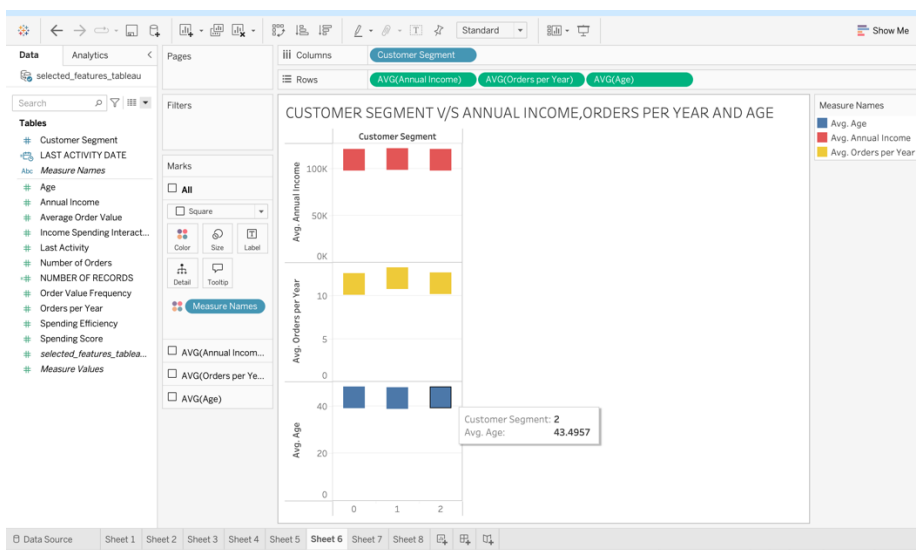 Standard
Show Me
Data
Analytics
selected_features_tableau
Search
Tables
Customer Segment
LAST ACTIVITY DATE
Abc Measure Names
Age
Annual Income
Average Order Value
Income Spending Interact...
Last Activity
Number of Orders
NUMBER OF RECORDS
Order Value Frequency
Orders per Year
Spending Efficiency
Spending Score
selected_features_tablea...
Measure Values
Pages
Filters
Marks
All
Square
Color Size Label
Detail Tooltip
Measure Names
AVG(Annual Incom...
AVG(Orders per Ye...
AVG(Age)
Columns
Customer Segment
Rows
AVG(Annual Income) AVG(Orders per Year) AVG(Age)
CUSTOMER SEGMENT V/S ANNUAL INCOME,ORDERS PER YEAR AND AGE
Customer Segment
Avg. Annual Income
100K
50K
0K
Avg. Orders per Year
10
5
0
Avg. Age
40
20
0
0 1 2
Customer Segment: 2
Avg. Age: 43.4957
Measure Names
Avg. Age
Avg. Annual Income
Avg. Orders per Year
Data Source Sheet 1 Sheet 2 Sheet 3 Sheet 4 Sheet 5 Sheet 6 Sheet 7 Sheet 8